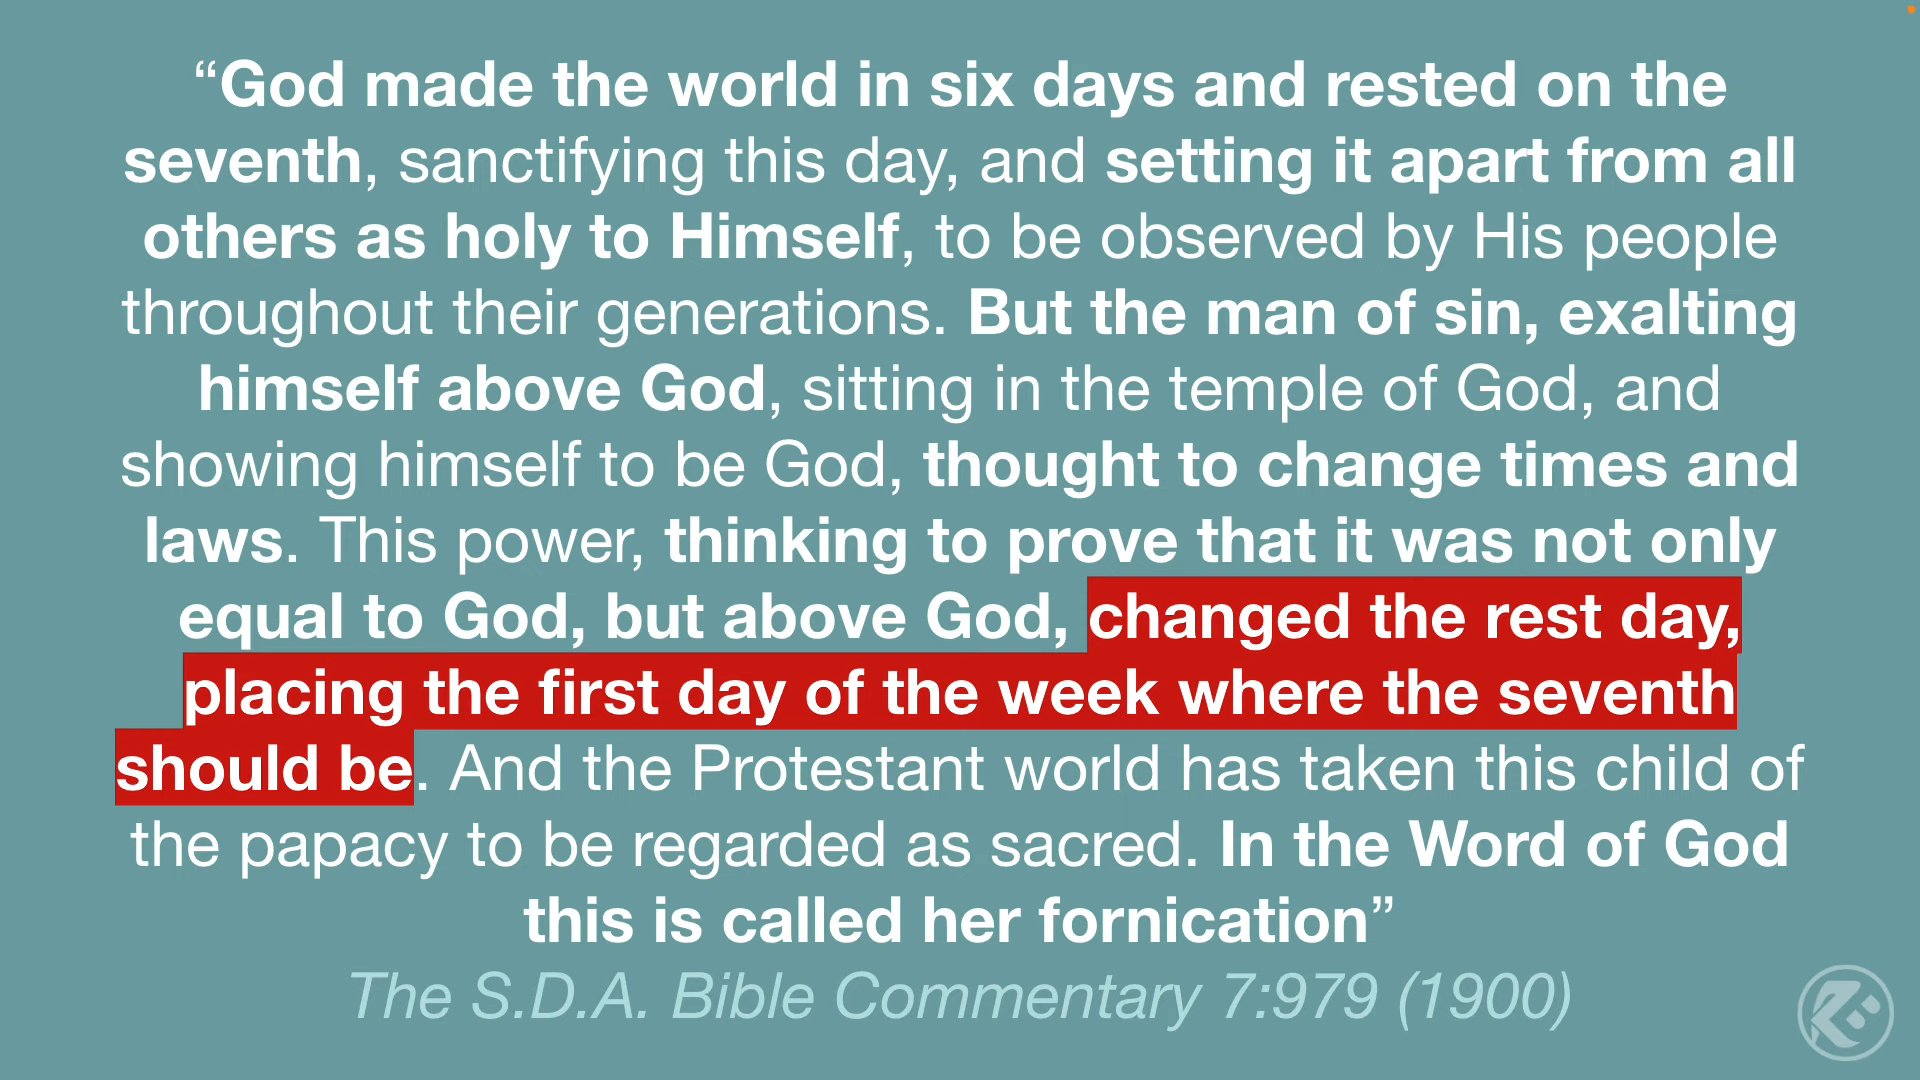 “God made the world in six days and rested on the
seventh, sanctifying this day, and setting it apart from all
others as holy to Himself, to be observed by His people
throughout their generations. But the man of sin, exalting
himself above God, sitting in the temple of God, and
showing himself to be God, thought to change times and
laws. This power, thinking to prove that it was not only
equal to God, but above God, changed the rest day,
placing the first day of the week where the seventh
should be. And the Protestant world has taken this child of
the papacy to be regarded as sacred. In the Word of God
this is called her fornication”
The S.D.A. Bible Commentary 7:979 (1900)